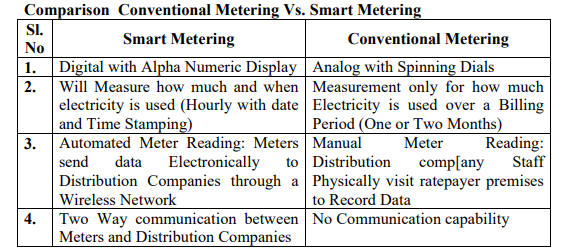 Comparison Conventional Metering Vs. Smart Metering
Sl.
No
Smart Metering
Conventional Metering
1.
Digital with Alpha Numeric Display
Analog with Spinning Dials
2.
Will Measure how much and when
electricity is used (Hourly with date
and Time Stamping)
Measurement only for how much
Electricity is used over a Billing
Period (One or Two Months)
3.
Automated Meter Reading: Meters
send data Electronically to
Distribution Companies through a
Wireless Network
Manual Meter Reading:
Distribution comp[any Staff
Physically visit ratepayer premises
to Record Data
4.
Two Way communication between
Meters and Distribution Companies
No Communication capability